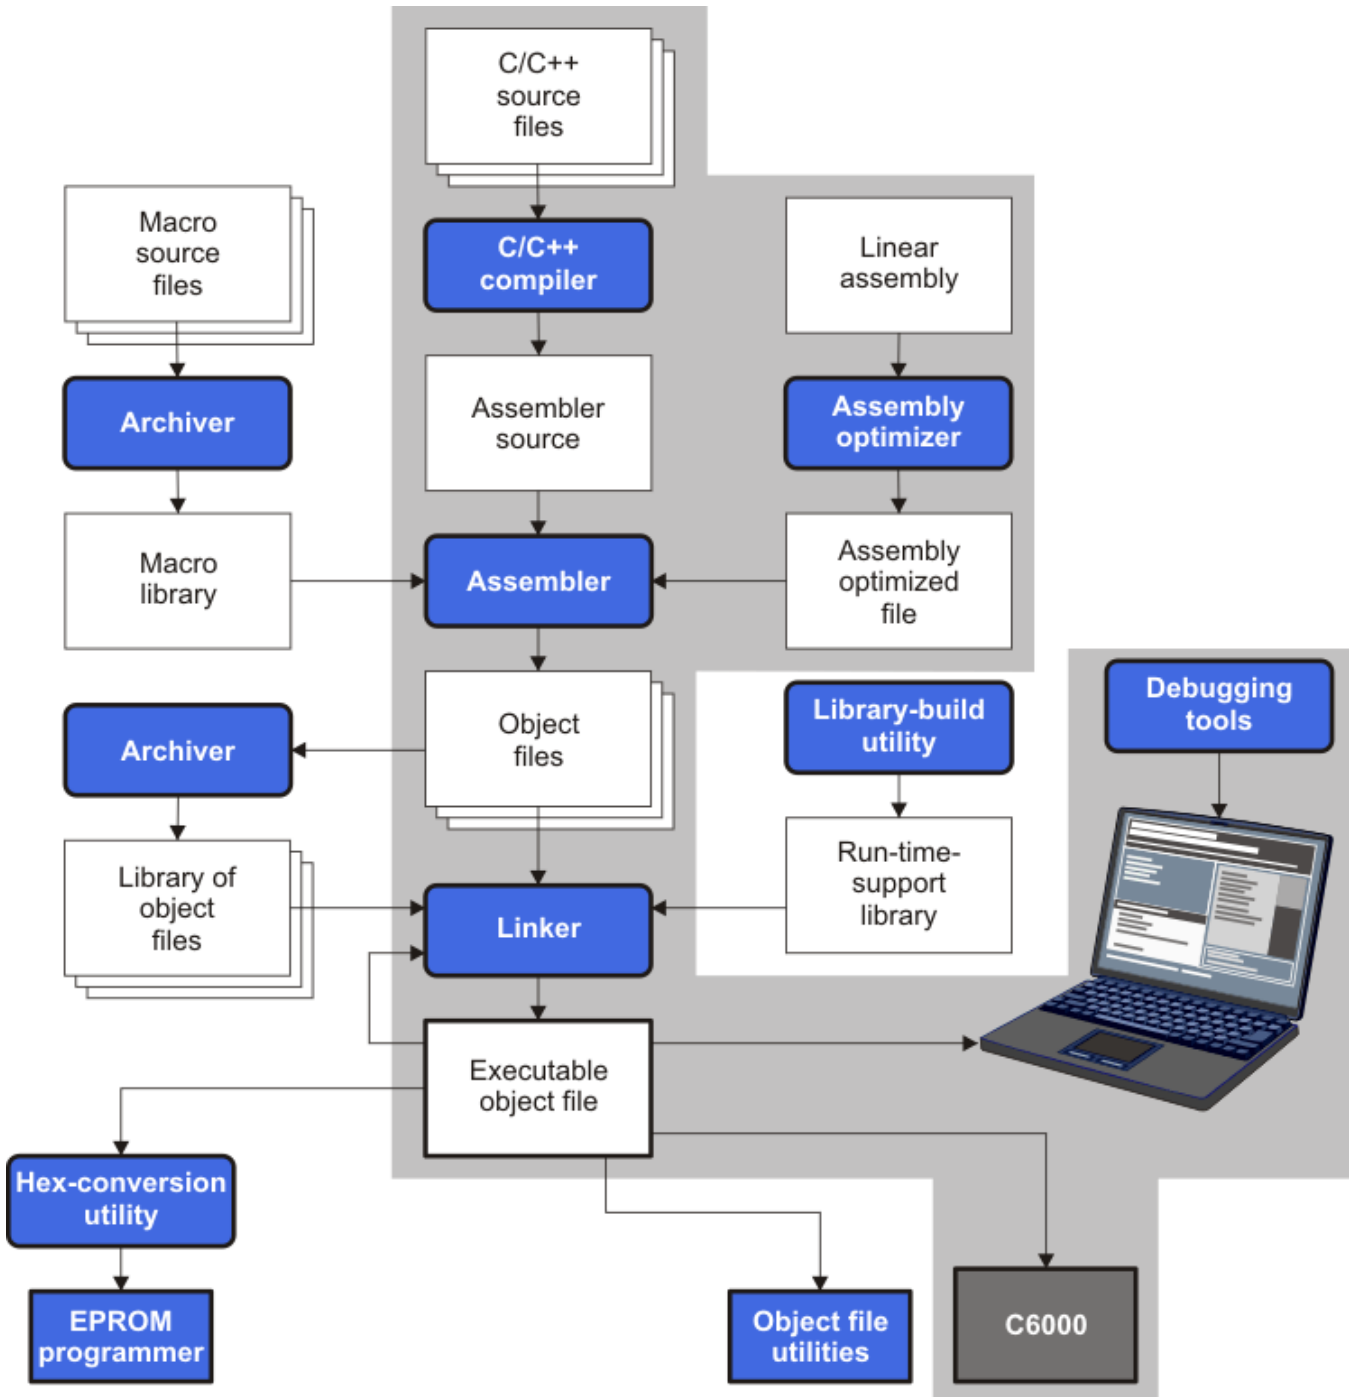 C/C++
source
files
Macro
source
files
C/C++
compiler
Linear
assembly
Archiver
Assembler
source
Assembly
optimizer
Macro
library
Assembler
Assembly
optimized
file
Archiver
Object
files
Library-build
utility
Debugging
tools
Library of
object
files
Linker
Run-time-
support
library
Executable
object file
Hex-conversion
utility
EPROM
programmer
Object file
utilities
C6000